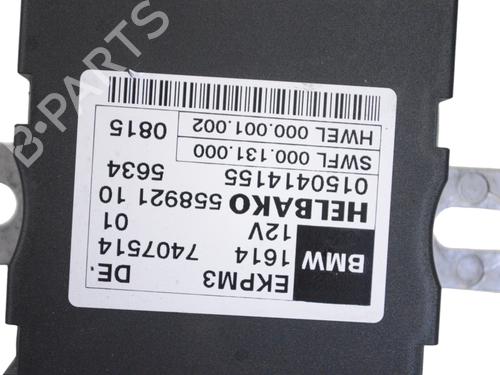 DE.
EKPM3
BMW 1614 7407514
12V 01
HELBAKO 558921 10
0150414155 5634
SWFL 000.131.000
HWEL 000.001.002 0815
B-PARTS